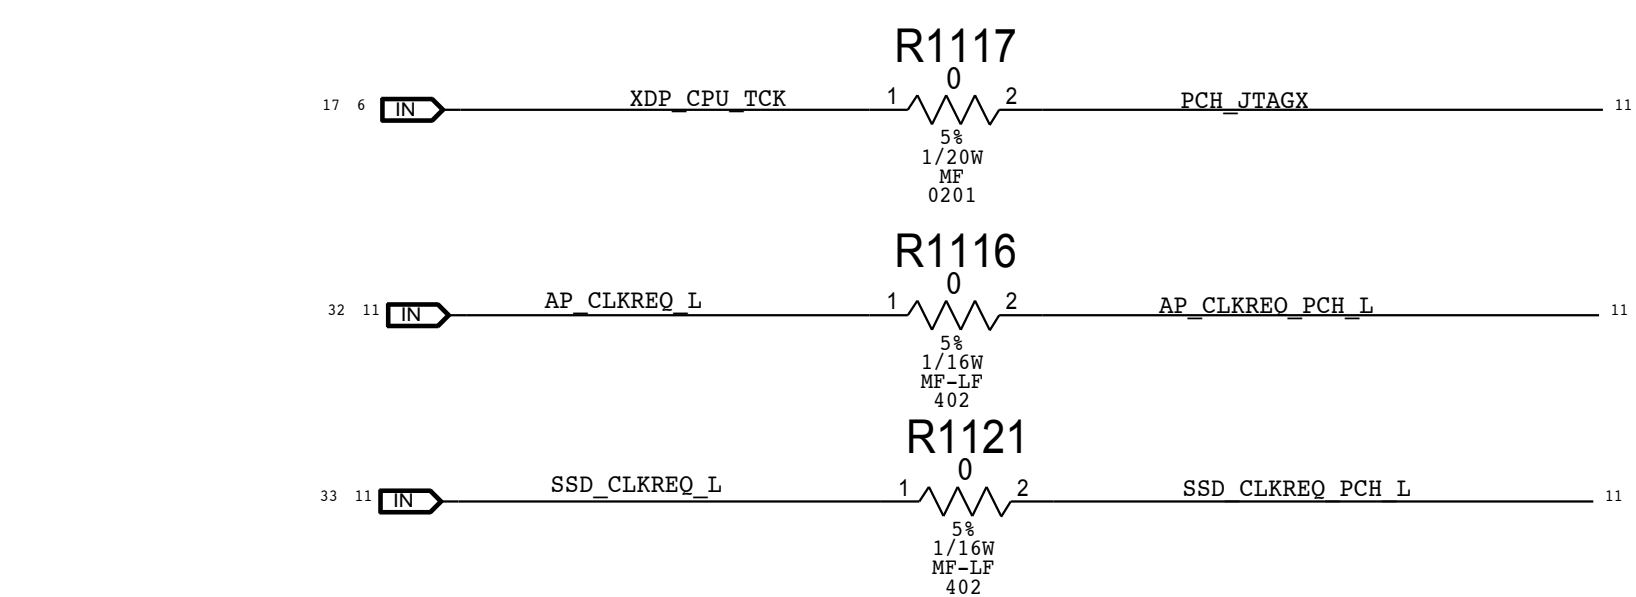 R1117
0
17 6 IN XDP_CPU_TCK 1 2 PCH_JTAGX 11
5%
1/20W
MF
0201
R1116
0
32 11 IN AP_CLKREQ_L 1 2 AP_CLKREQ_PCH_L 11
5%
1/16W
MF-LF
402
R1121
0
33 11 IN SSD_CLKREQ_L 1 2 SSD_CLKREQ_PCH_L 11
5%
1/16W
MF-LF
402